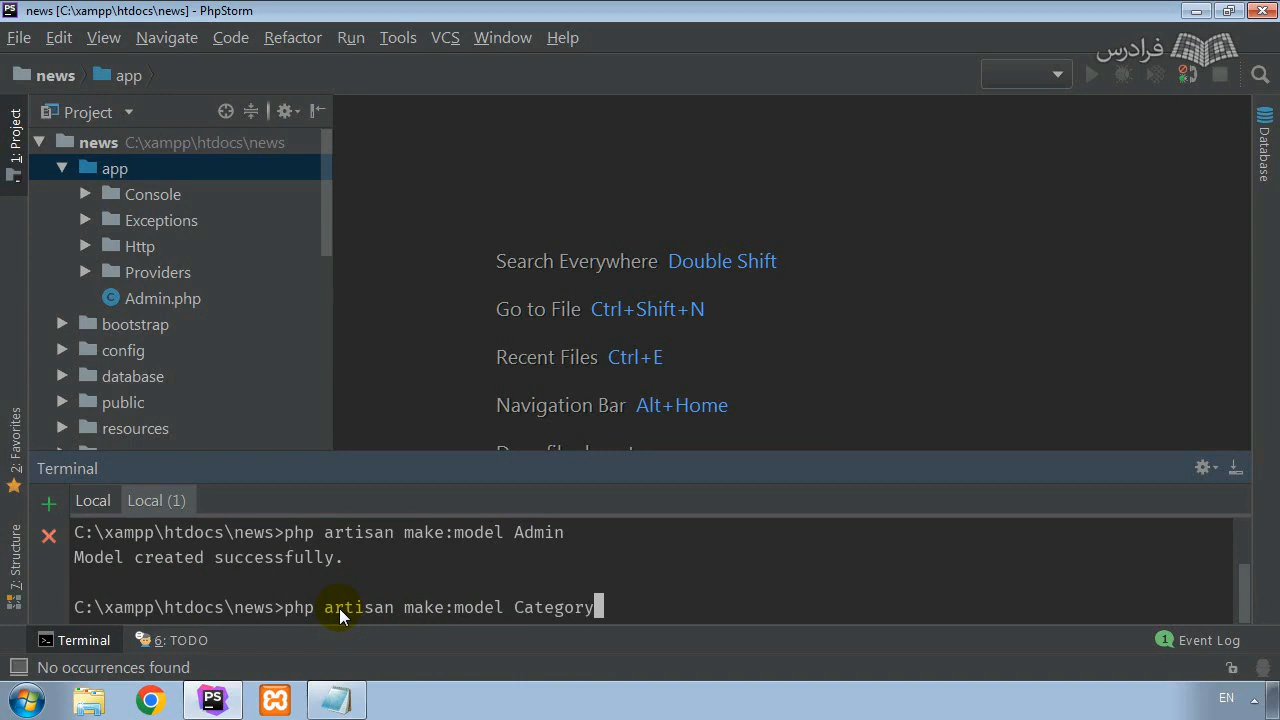 news [C:\xampp\htdocs\news] - PhpStorm
File Edit View Navigate Code Refactor Run Tools VCS Window Help
فرادرس
news app
Project
1: Project
news C:\xampp\htdocs\news
app
Console
Exceptions
Http
Providers
Admin.php
bootstrap
config
database
public
resources
Database
Search Everywhere Double Shift
Go to File Ctrl+Shift+N
Recent Files Ctrl+E
Navigation Bar Alt+Home
2: Favorites
7: Structure
Terminal
Local Local (1)
C:\xampp\htdocs\news>php artisan make:model Admin
Model created successfully.
C:\xampp\htdocs\news>php artisan make:model Category
Terminal 6: TODO 1 Event Log
No occurrences found
PS EN